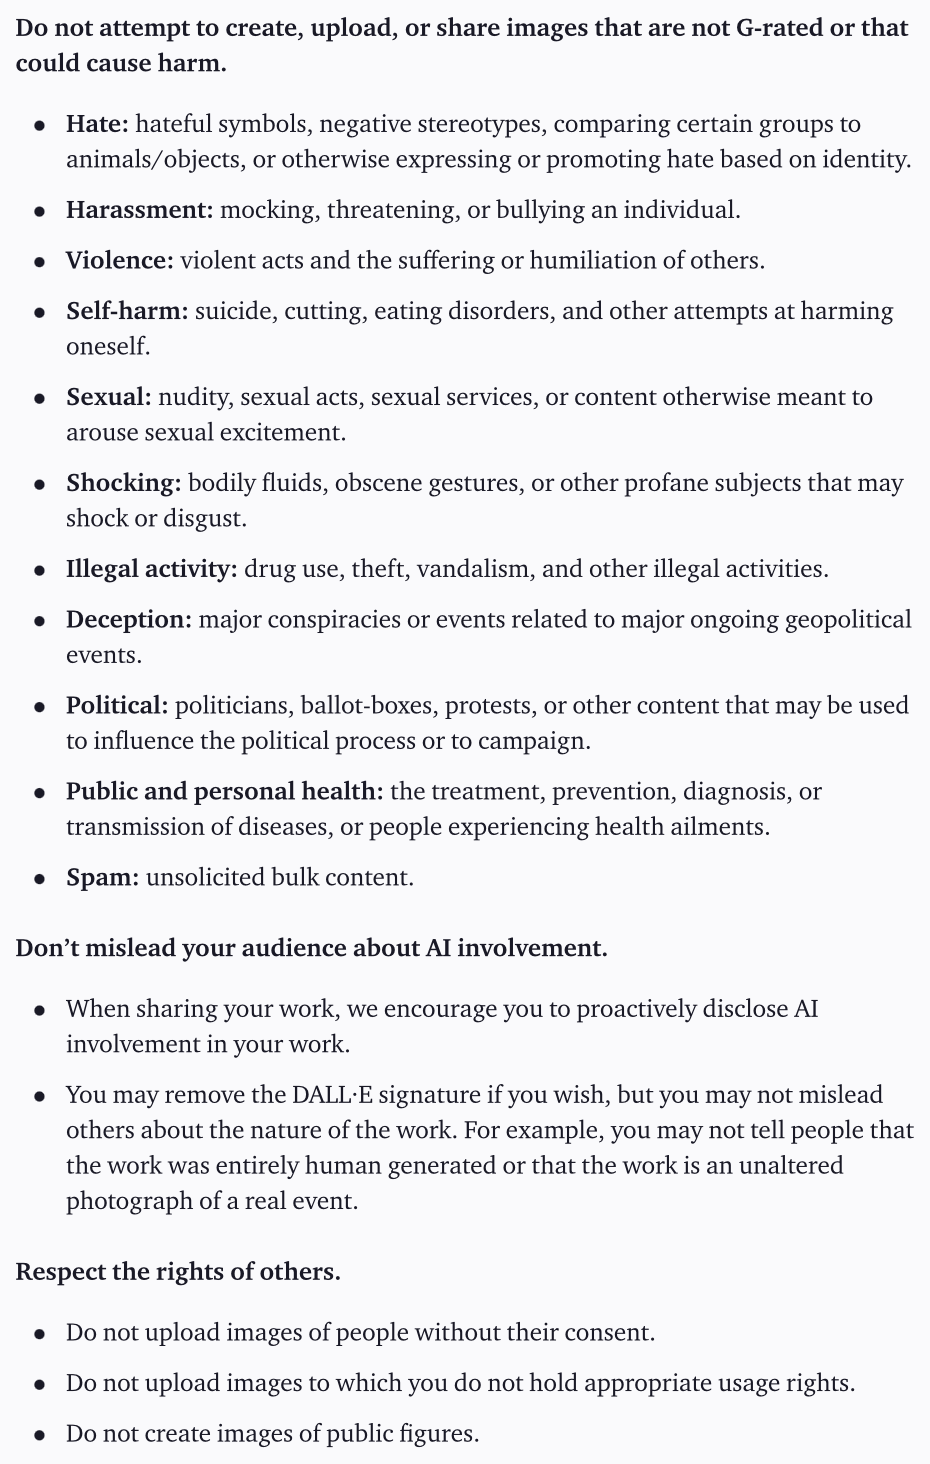 Do not attempt to create, upload, or share images that are not G-rated or that
could cause harm.
● Hate: hateful symbols, negative stereotypes, comparing certain groups to
animals/objects, or otherwise expressing or promoting hate based on identity.
● Harassment: mocking, threatening, or bullying an individual.
● Violence: violent acts and the suffering or humiliation of others.
● Self-harm: suicide, cutting, eating disorders, and other attempts at harming
oneself.
● Sexual: nudity, sexual acts, sexual services, or content otherwise meant to
arouse sexual excitement.
● Shocking: bodily fluids, obscene gestures, or other profane subjects that may
shock or disgust.
● Illegal activity: drug use, theft, vandalism, and other illegal activities.
● Deception: major conspiracies or events related to major ongoing geopolitical
events.
● Political: politicians, ballot-boxes, protests, or other content that may be used
to influence the political process or to campaign.
● Public and personal health: the treatment, prevention, diagnosis, or
transmission of diseases, or people experiencing health ailments.
● Spam: unsolicited bulk content.
Don’t mislead your audience about AI involvement.
● When sharing your work, we encourage you to proactively disclose AI
involvement in your work.
● You may remove the DALL·E signature if you wish, but you may not mislead
others about the nature of the work. For example, you may not tell people that
the work was entirely human generated or that the work is an unaltered
photograph of a real event.
Respect the rights of others.
● Do not upload images of people without their consent.
● Do not upload images to which you do not hold appropriate usage rights.
● Do not create images of public figures.